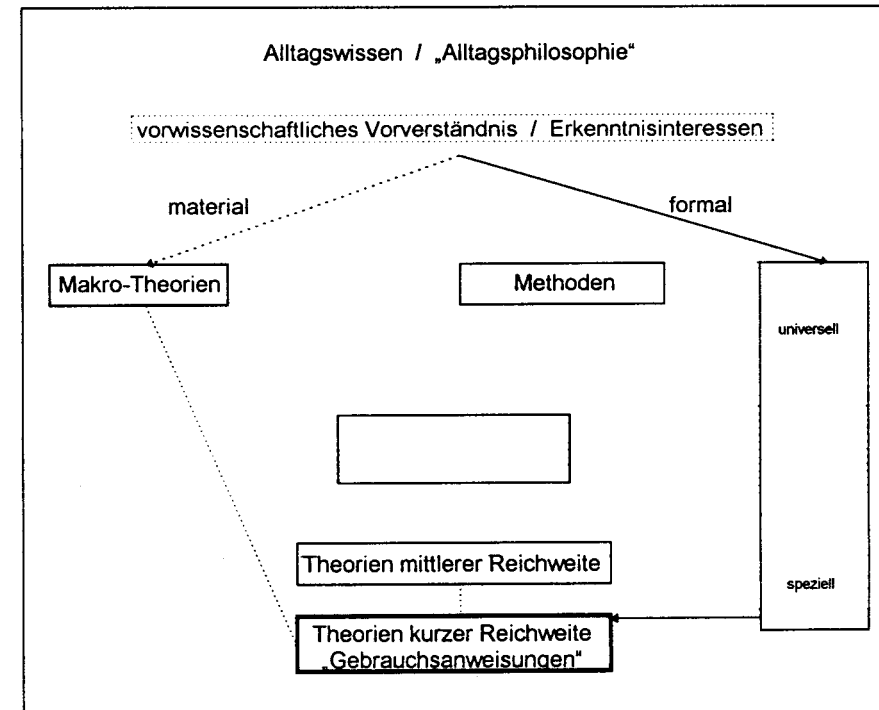 Alltagswissen / „Alltagsphilosophie“
vorwissenschaftliches Vorverständnis / Erkenntnisinteressen
material
formal
Makro-Theorien
Methoden
universell
Theorien mittlerer Reichweite
speziell
Theorien kurzer Reichweite
„Gebrauchsanweisungen“